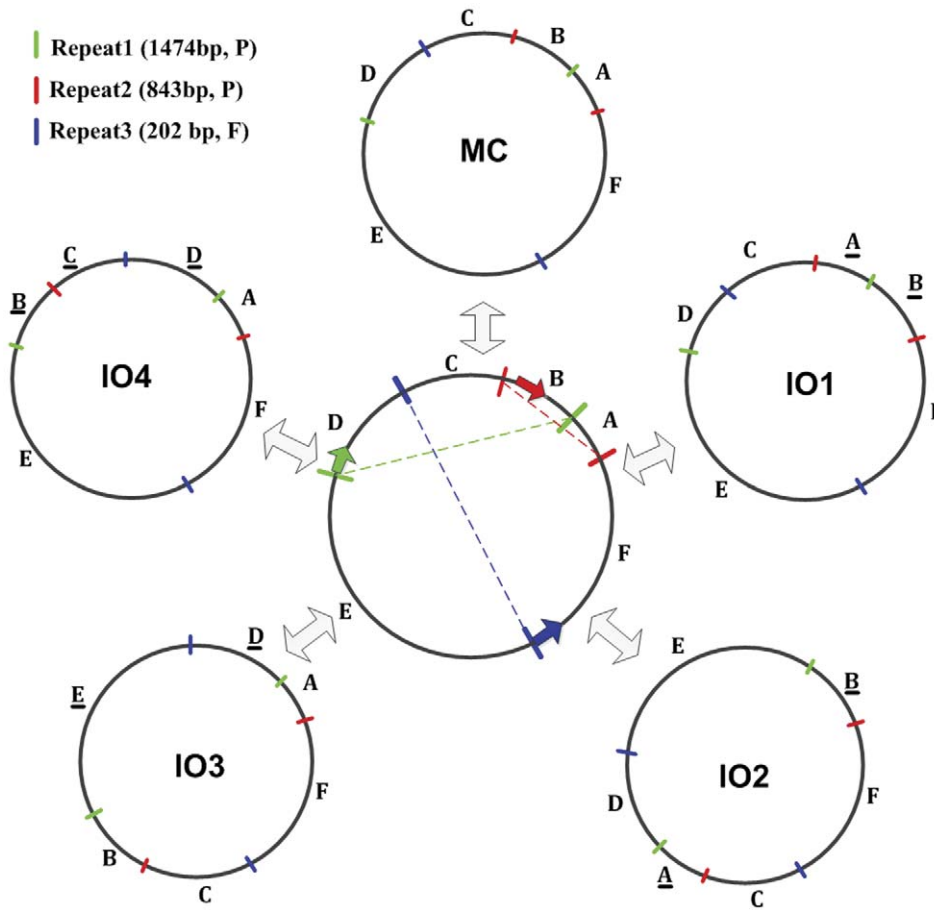 Repeat1 (1474bp, P)
Repeat2 (843bp, P)
Repeat3 (202 bp, F)
C
B
A
D
MC
F
E
C
D
B
A
IO4
F
E
C
A
B
D
IO1
E
C
B
D
A
F
E
D
A
E
IO3
F
B
C
E
B
IO2
D
F
A
C